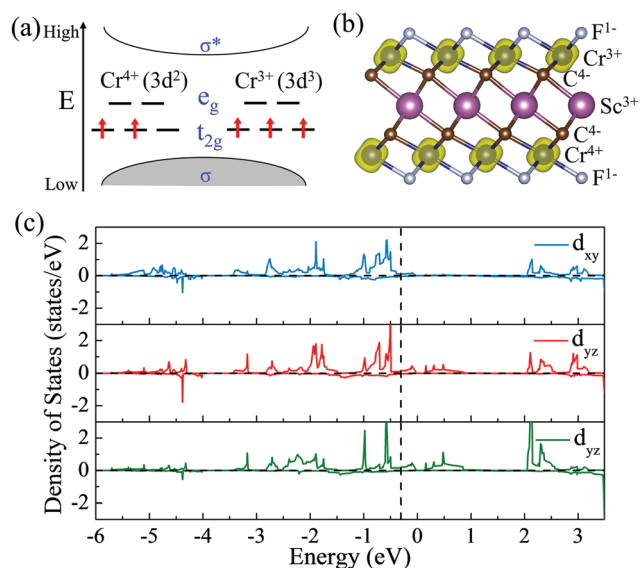 (a)
High
σ*
Cr4+ (3d2) Cr3+ (3d3)
E
eg
t2g
σ
Low
(b)
F1-
Cr3+
C4-
Sc3+
C4-
Cr4+
F1-
(c)
Density of States (states/eV)
2
0
-2
dxy
2
0
-2
dyz
2
0
-2
dyz
-6 -5 -4 -3 -2 -1 0 1 2 3
Energy (eV)